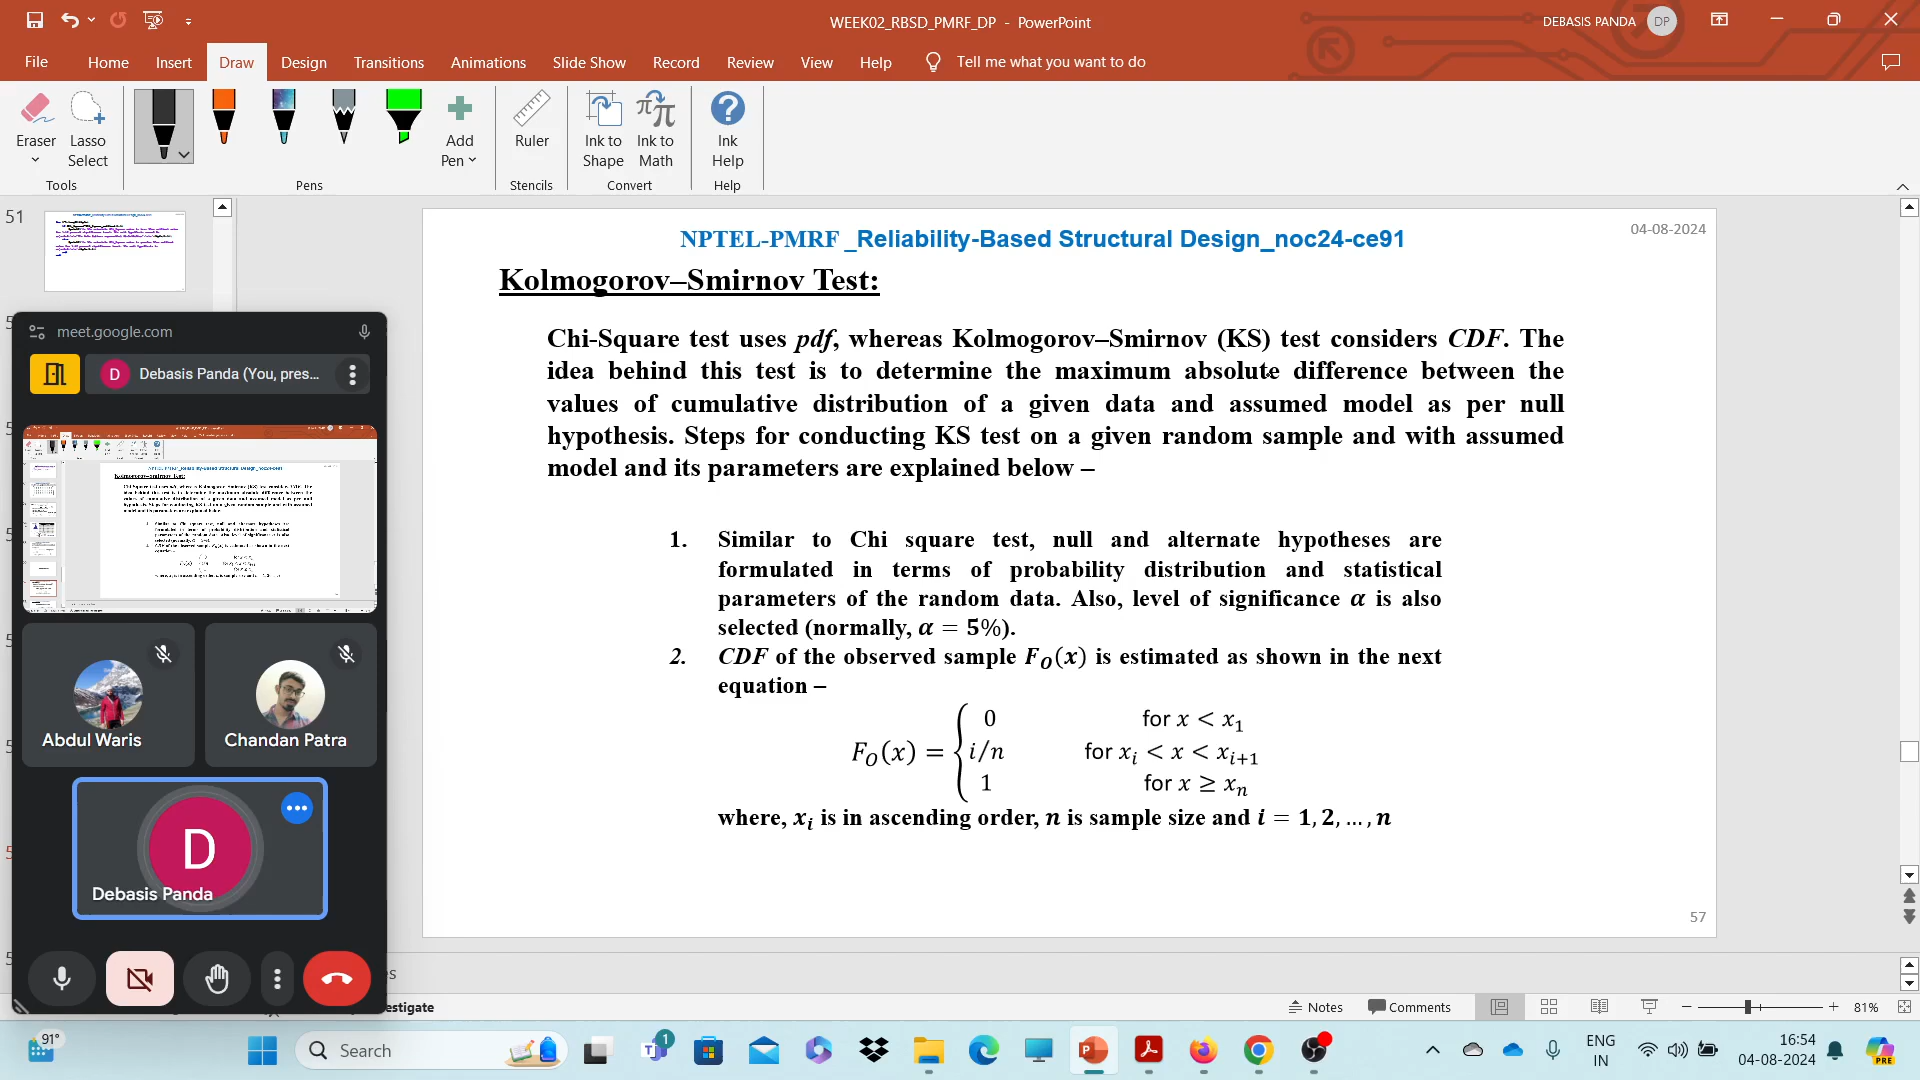 WEEK02_RBSD_PMRF_DP - PowerPoint
DEBASIS PANDA
DP
File Home Insert Draw Design Transitions Animations Slide Show Record Review View Help Tell me what you want to do
Eraser
Lasso Select
Add Pen
Ruler
Ink to Shape
Ink to Math
Ink Help
Tools Pens Stencils Convert Help
51
meet.google.com
D Debasis Panda (You, pres...
Abdul Waris
Chandan Patra
D
Debasis Panda
NPTEL-PMRF _Reliability-Based Structural Design_noc24-ce91
04-08-2024
Kolmogorov–Smirnov Test:
Chi-Square test uses pdf, whereas Kolmogorov–Smirnov (KS) test considers CDF. The
idea behind this test is to determine the maximum absolute difference between the
values of cumulative distribution of a given data and assumed model as per null
hypothesis. Steps for conducting KS test on a given random sample and with assumed
model and its parameters are explained below –
1. Similar to Chi square test, null and alternate hypotheses are
formulated in terms of probability distribution and statistical
parameters of the random data. Also, level of significance α is also
selected (normally, α = 5%).
2. CDF of the observed sample F_O(x) is estimated as shown in the next
equation –
F_O(x) = { 0 for x < x_1
i/n for x_i < x < x_{i+1}
1 for x ≥ x_n
where, x_i is in ascending order, n is sample size and i = 1, 2, … , n
57
es
estigate
Notes Comments 81%
91°
Search
1
ENG
IN
16:54
04-08-2024
PRE